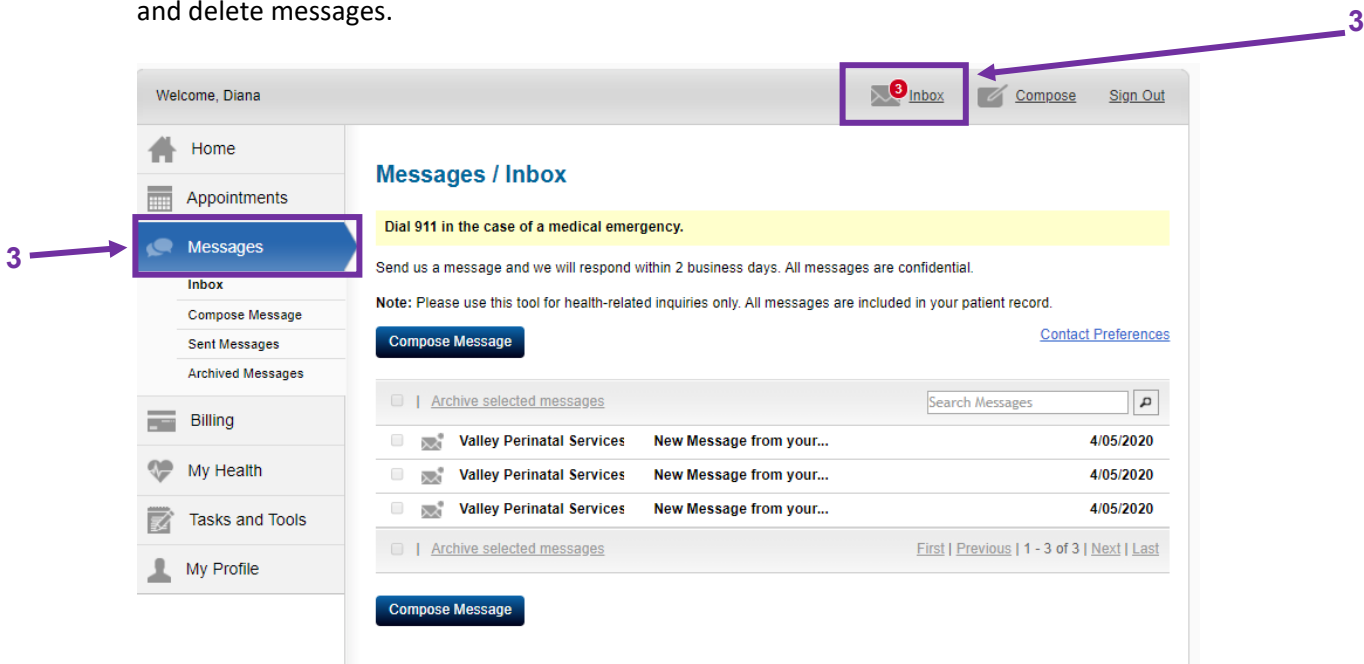 and delete messages.
3
Welcome, Diana
3 Inbox Compose Sign Out
Home
Appointments
3
Messages
Inbox
Compose Message
Sent Messages
Archived Messages
Billing
My Health
Tasks and Tools
My Profile
Messages / Inbox
Dial 911 in the case of a medical emergency.
Send us a message and we will respond within 2 business days. All messages are confidential.
Note: Please use this tool for health-related inquiries only. All messages are included in your patient record.
Compose Message
Contact Preferences
| Archive selected messages
Search Messages
Valley Perinatal Services New Message from your... 4/05/2020
Valley Perinatal Services New Message from your... 4/05/2020
Valley Perinatal Services New Message from your... 4/05/2020
| Archive selected messages
First | Previous | 1 - 3 of 3 | Next | Last
Compose Message